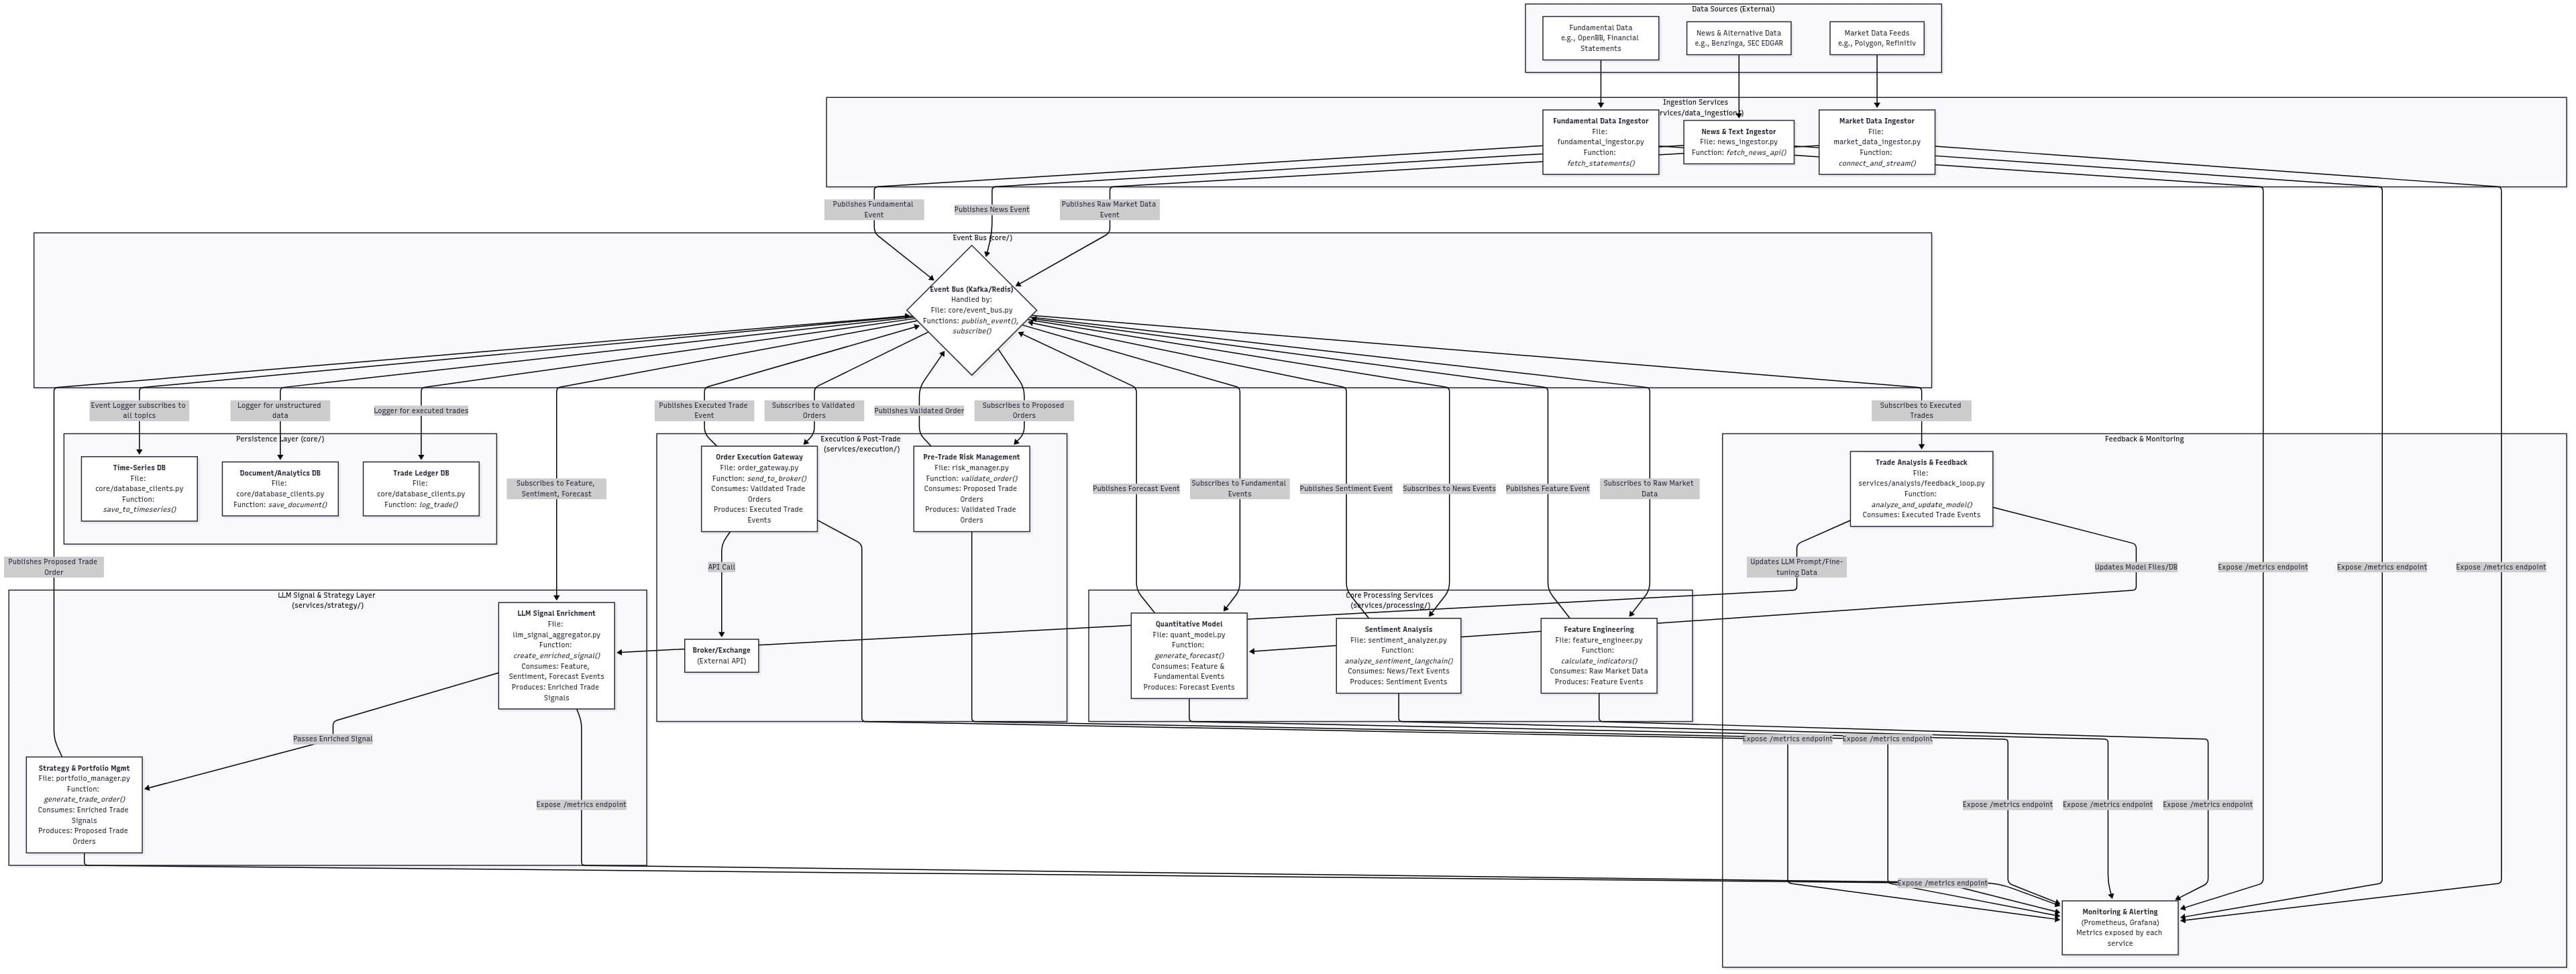 Data Sources (External)
Fundamental Data
e.g., OpenBB, Financial
Statements
News & Alternative Data
e.g., Benzinga, SEC EDGAR
Market Data Feeds
e.g., Polygon, Refinitiv
Ingestion Services
rvices/data_ingestion/)
Fundamental Data Ingestor
File:
fundamental_ingestor.py
Function:
fetch_statements()
News & Text Ingestor
File: news_ingestor.py
Function: fetch_news_api()
Market Data Ingestor
File:
market_data_ingestor.py
Function:
connect_and_stream()
Publishes Fundamental
Event
Publishes News Event
Publishes Raw Market Data
Event
Event Bus (core/)
Event Bus (Kafka/Redis)
Handled by:
File: core/event_bus.py
Functions: publish_event(),
subscribe()
Event Logger subscribes to
all topics
Logger for unstructured
data
Logger for executed trades
Publishes Executed Trade
Event
Subscribes to Validated
Orders
Publishes Validated Order
Subscribes to Proposed
Orders
Subscribes to Executed
Trades
Persistence Layer (core/)
Time-Series DB
File:
core/database_clients.py
Function:
save_to_timeseries()
Document/Analytics DB
File:
core/database_clients.py
Function: save_document()
Trade Ledger DB
File:
core/database_clients.py
Function: log_trade()
Subscribes to Feature,
Sentiment, Forecast
Execution & Post-Trade
(services/execution/)
Order Execution Gateway
File: order_gateway.py
Function: send_to_broker()
Consumes: Validated Trade
Orders
Produces: Executed Trade
Events
Pre-Trade Risk Management
File: risk_manager.py
Function: validate_order()
Consumes: Proposed Trade
Orders
Produces: Validated Trade
Orders
Publishes Forecast Event
Subscribes to Fundamental
Events
Publishes Sentiment Event
Subscribes to News Events
Publishes Feature Event
Subscribes to Raw Market
Data
Feedback & Monitoring
Trade Analysis & Feedback
File:
services/analysis/feedback_loop.py
Function:
analyze_and_update_model()
Consumes: Executed Trade Events
Publishes Proposed Trade
Order
API Call
Updates LLM Prompt/Fine-
tuning Data
Updates Model Files/DB
Expose /metrics endpoint
Expose /metrics endpoint
Expose /metrics endpoint
LLM Signal & Strategy Layer
(services/strategy/)
LLM Signal Enrichment
File:
llm_signal_aggregator.py
Function:
create_enriched_signal()
Consumes: Feature,
Sentiment, Forecast Events
Produces: Enriched Trade
Signals
Broker/Exchange
(External API)
Core Processing Services
(services/processing/)
Quantitative Model
File: quant_model.py
Function:
generate_forecast()
Consumes: Feature &
Fundamental Events
Produces: Forecast Events
Sentiment Analysis
File: sentiment_analyzer.py
Function:
analyze_sentiment_langchain()
Consumes: News/Text Events
Produces: Sentiment Events
Feature Engineering
File: feature_engineer.py
Function:
calculate_indicators()
Consumes: Raw Market Data
Produces: Feature Events
Passes Enriched Signal
Expose /metrics endpoint
Expose /metrics endpoint
Strategy & Portfolio Mgmt
File: portfolio_manager.py
Function:
generate_trade_order()
Consumes: Enriched Trade
Signals
Produces: Proposed Trade
Orders
Expose /metrics endpoint
Expose /metrics endpoint
Expose /metrics endpoint
Expose /metrics endpoint
Expose /metrics endpoint
Monitoring & Alerting
(Prometheus, Grafana)
Metrics exposed by each
service